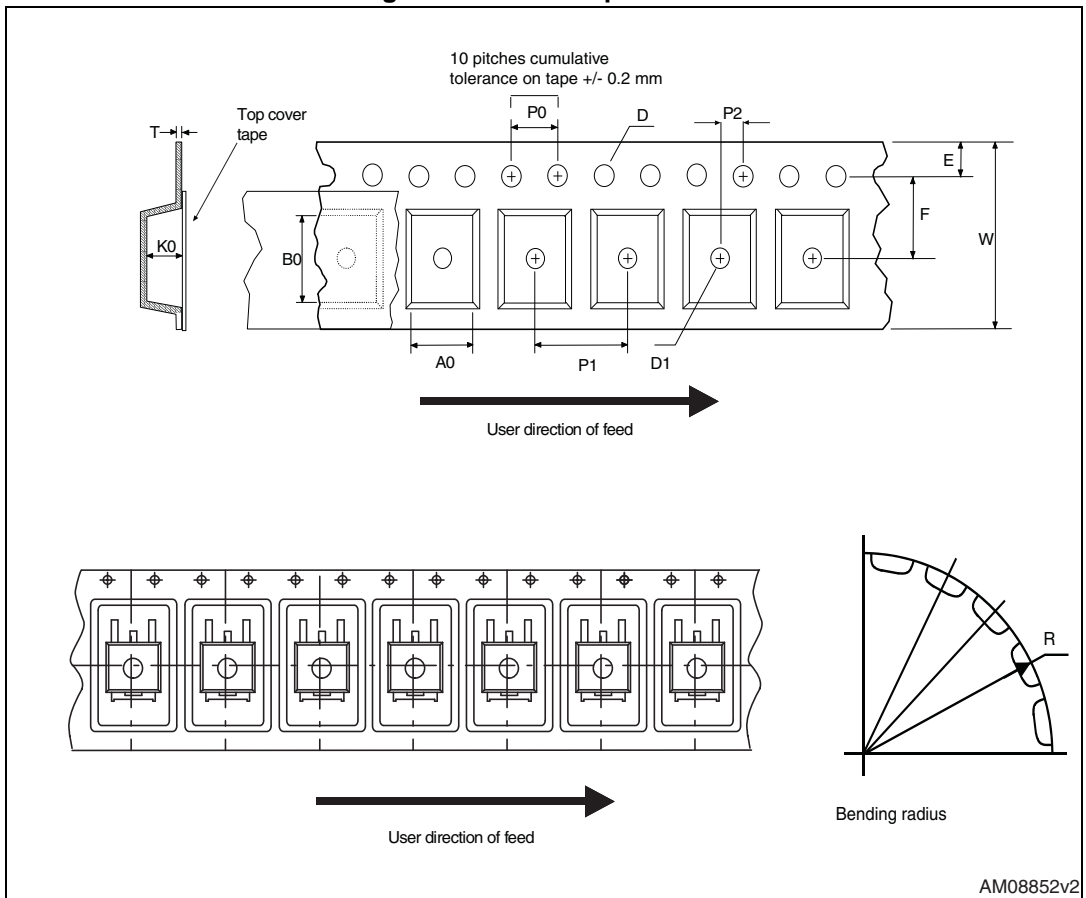 10 pitches cumulative
tolerance on tape +/- 0.2 mm
Top cover
tape
T
P0
D
P2
E
F
W
K0
B0
A0
P1
D1
User direction of feed
R
Bending radius
User direction of feed
AM08852v2